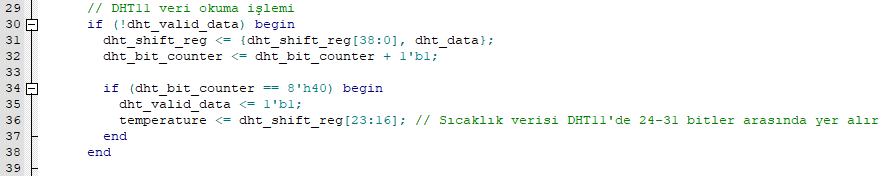 29 // DHT11 veri okuma işlemi
30 if (!dht_valid_data) begin
31 dht_shift_reg <= {dht_shift_reg[38:0], dht_data};
32 dht_bit_counter <= dht_bit_counter + 1'b1;
33
34 if (dht_bit_counter == 8'h40) begin
35 dht_valid_data <= 1'b1;
36 temperature <= dht_shift_reg[23:16]; // Sıcaklık verisi DHT11'de 24-31 bitler arasında yer alır
37 end
38 end
39